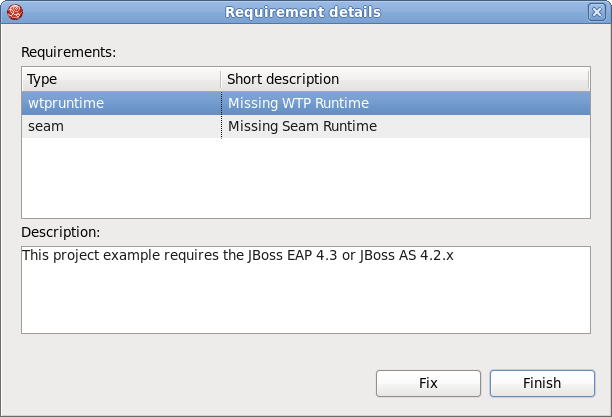 Requirement details
Requirements:
Type Short description
wtpruntime Missing WTP Runtime
seam Missing Seam Runtime
Description:
This project example requires the JBoss EAP 4.3 or JBoss AS 4.2.x
Fix Finish